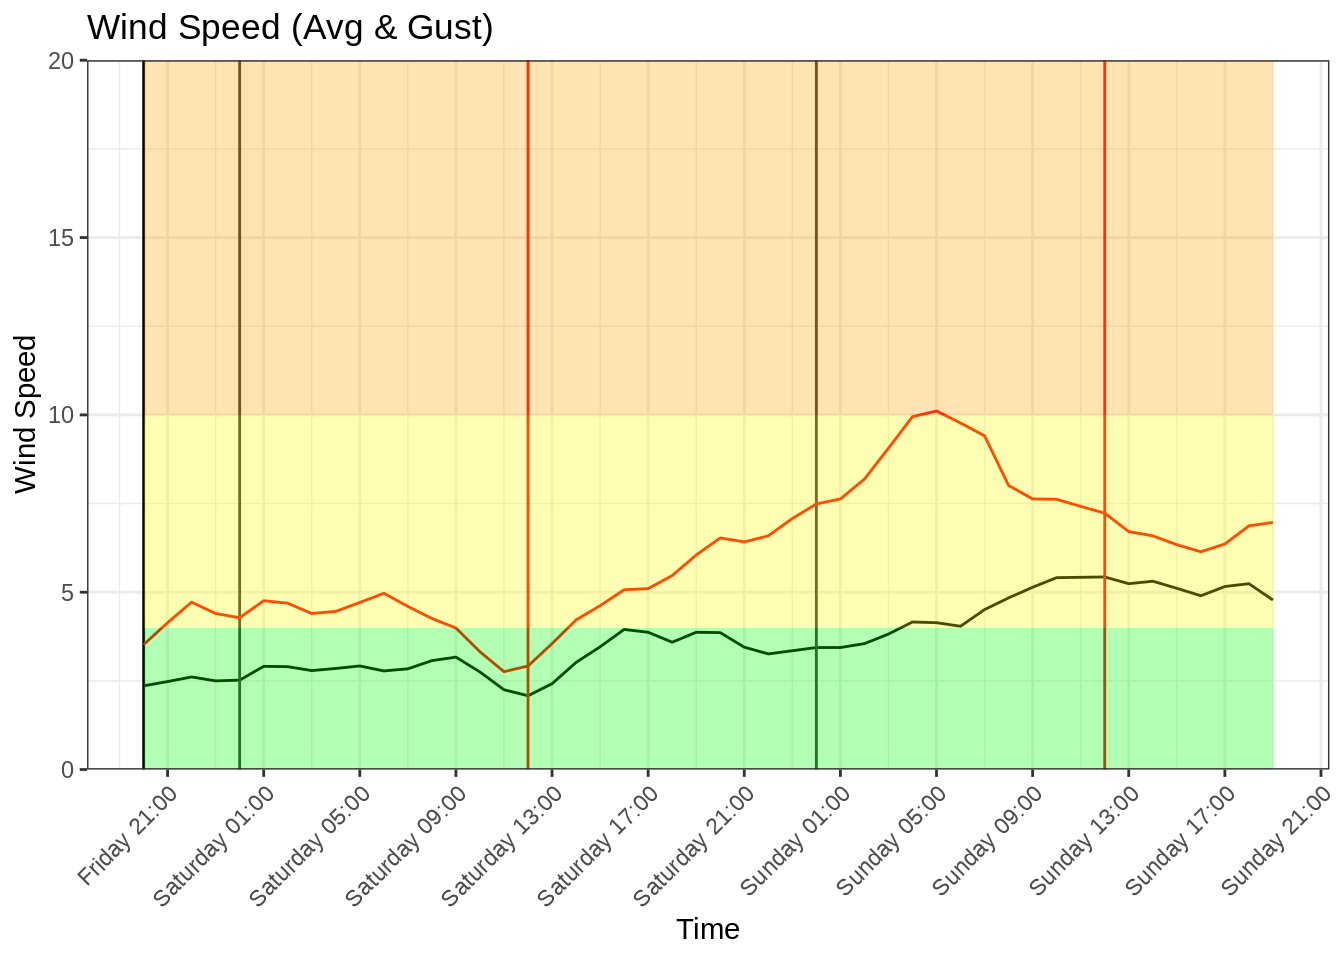 Wind Speed (Avg & Gust)
Wind Speed
20
15
10
5
0
Friday 21:00
Saturday 01:00
Saturday 05:00
Saturday 09:00
Saturday 13:00
Saturday 17:00
Saturday 21:00
Sunday 01:00
Sunday 05:00
Sunday 09:00
Sunday 13:00
Sunday 17:00
Sunday 21:00
Time